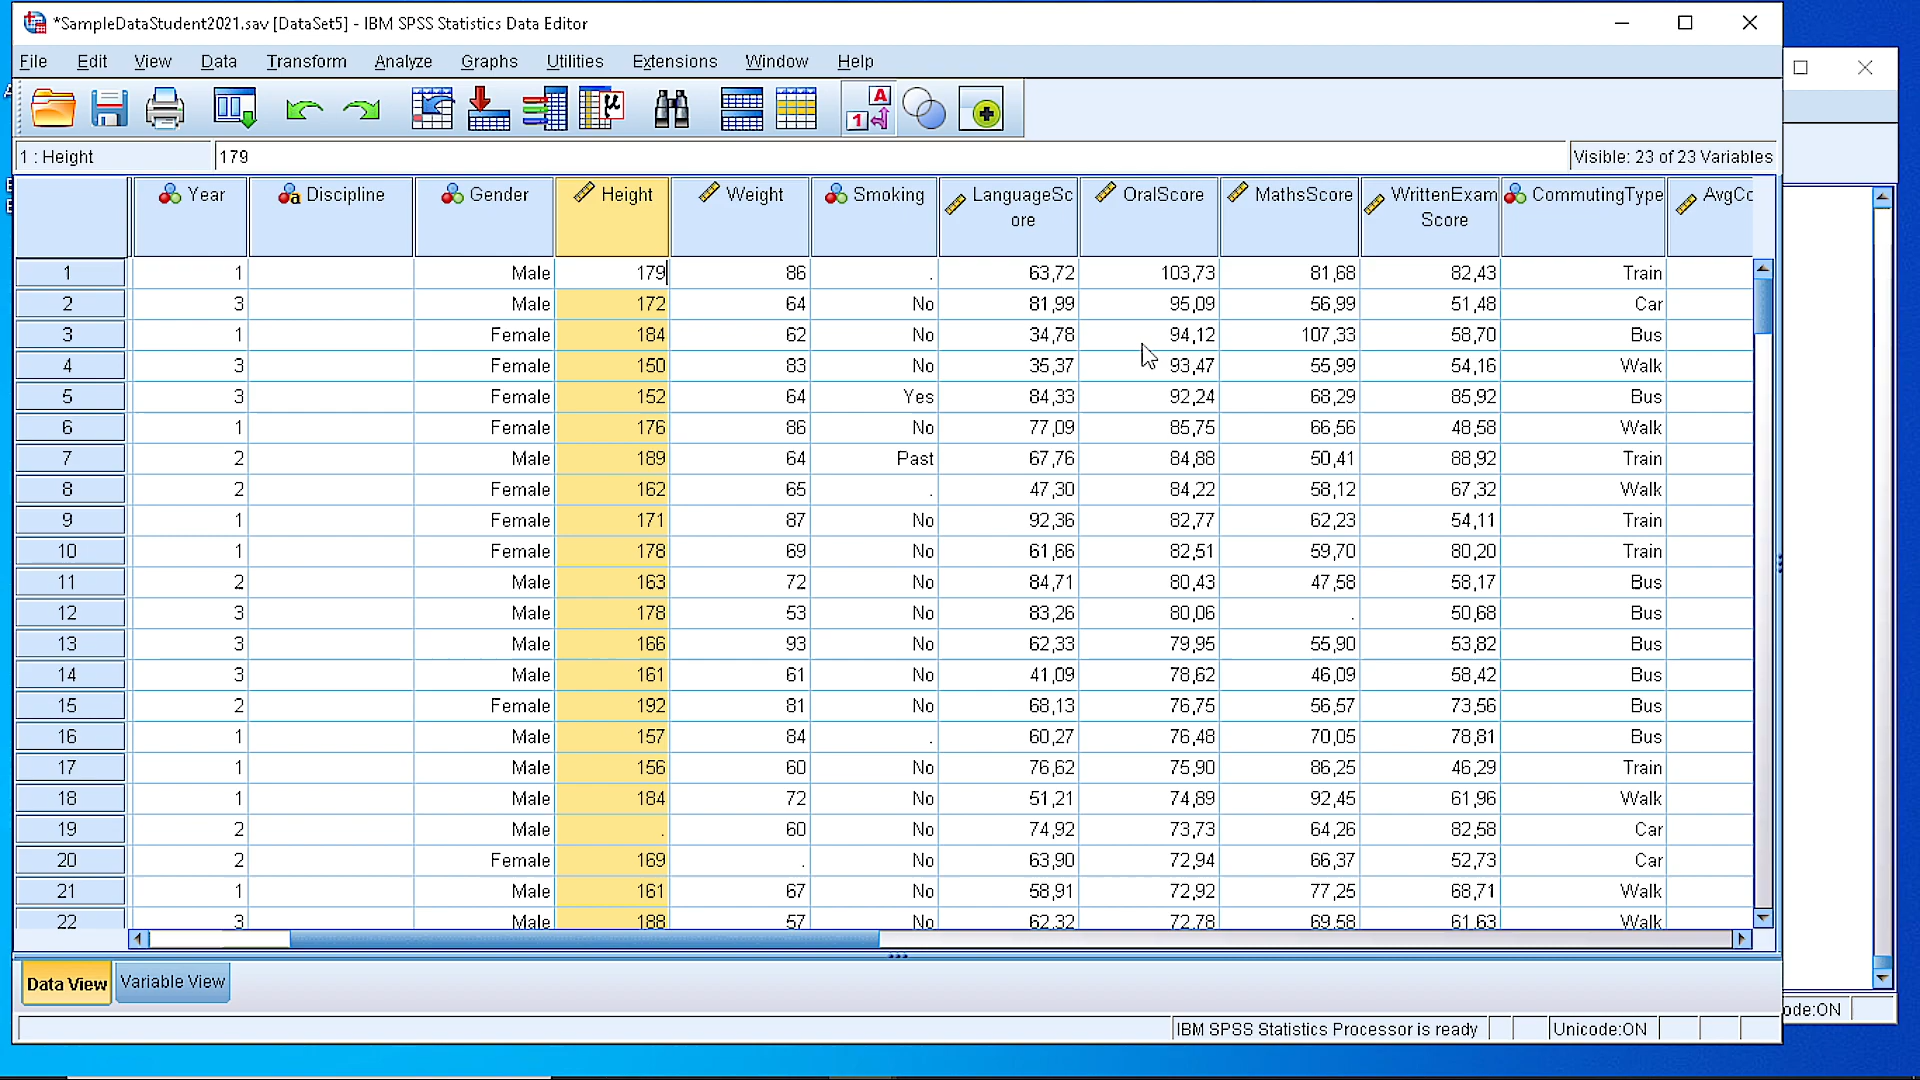 *SampleDataStudent2021.sav [DataSet5] - IBM SPSS Statistics Data Editor
File Edit View Data Transform Analyze Graphs Utilities Extensions Window Help
1 : Height 179 Visible: 23 of 23 Variables
Year Discipline Gender Height Weight Smoking LanguageSc OralScore MathsScore WrittenExam CommutingType AvgCo
ore Score
1 1 Male 179 86 . 63,72 103,73 81,68 82,43 Train
2 3 Male 172 64 No 81,99 95,09 56,99 51,48 Car
3 1 Female 184 62 No 34,78 94,12 107,33 58,70 Bus
4 3 Female 150 83 No 35,37 93,47 55,99 54,16 Walk
5 3 Female 152 64 Yes 84,33 92,24 68,29 85,92 Bus
6 1 Female 176 86 No 77,09 85,75 66,56 48,58 Walk
7 2 Male 189 64 Past 67,76 84,88 50,41 88,92 Train
8 2 Female 162 65 . 47,30 84,22 58,12 67,32 Walk
9 1 Female 171 87 No 92,36 82,77 62,23 54,11 Train
10 1 Female 178 69 No 61,66 82,51 59,70 80,20 Train
11 2 Male 163 72 No 84,71 80,43 47,58 58,17 Bus
12 3 Male 178 53 No 83,26 80,06 . 50,68 Bus
13 3 Male 166 93 No 62,33 79,95 55,90 53,82 Bus
14 3 Male 161 61 No 41,09 78,62 46,09 58,42 Bus
15 2 Female 192 81 No 68,13 76,75 56,57 73,56 Bus
16 1 Male 157 84 . 60,27 76,48 70,05 78,81 Bus
17 1 Male 156 60 No 76,62 75,90 86,25 46,29 Train
18 1 Male 184 72 No 51,21 74,89 92,45 61,96 Walk
19 2 Male . 60 No 74,92 73,73 64,26 82,58 Car
20 2 Female 169 . No 63,90 72,94 66,37 52,73 Car
21 1 Male 161 67 No 58,91 72,92 77,25 68,71 Walk
22 3 Male 188 57 No 62,32 72,78 69,58 61,63 Walk
Data View Variable View
ode:ON
IBM SPSS Statistics Processor is ready Unicode:ON